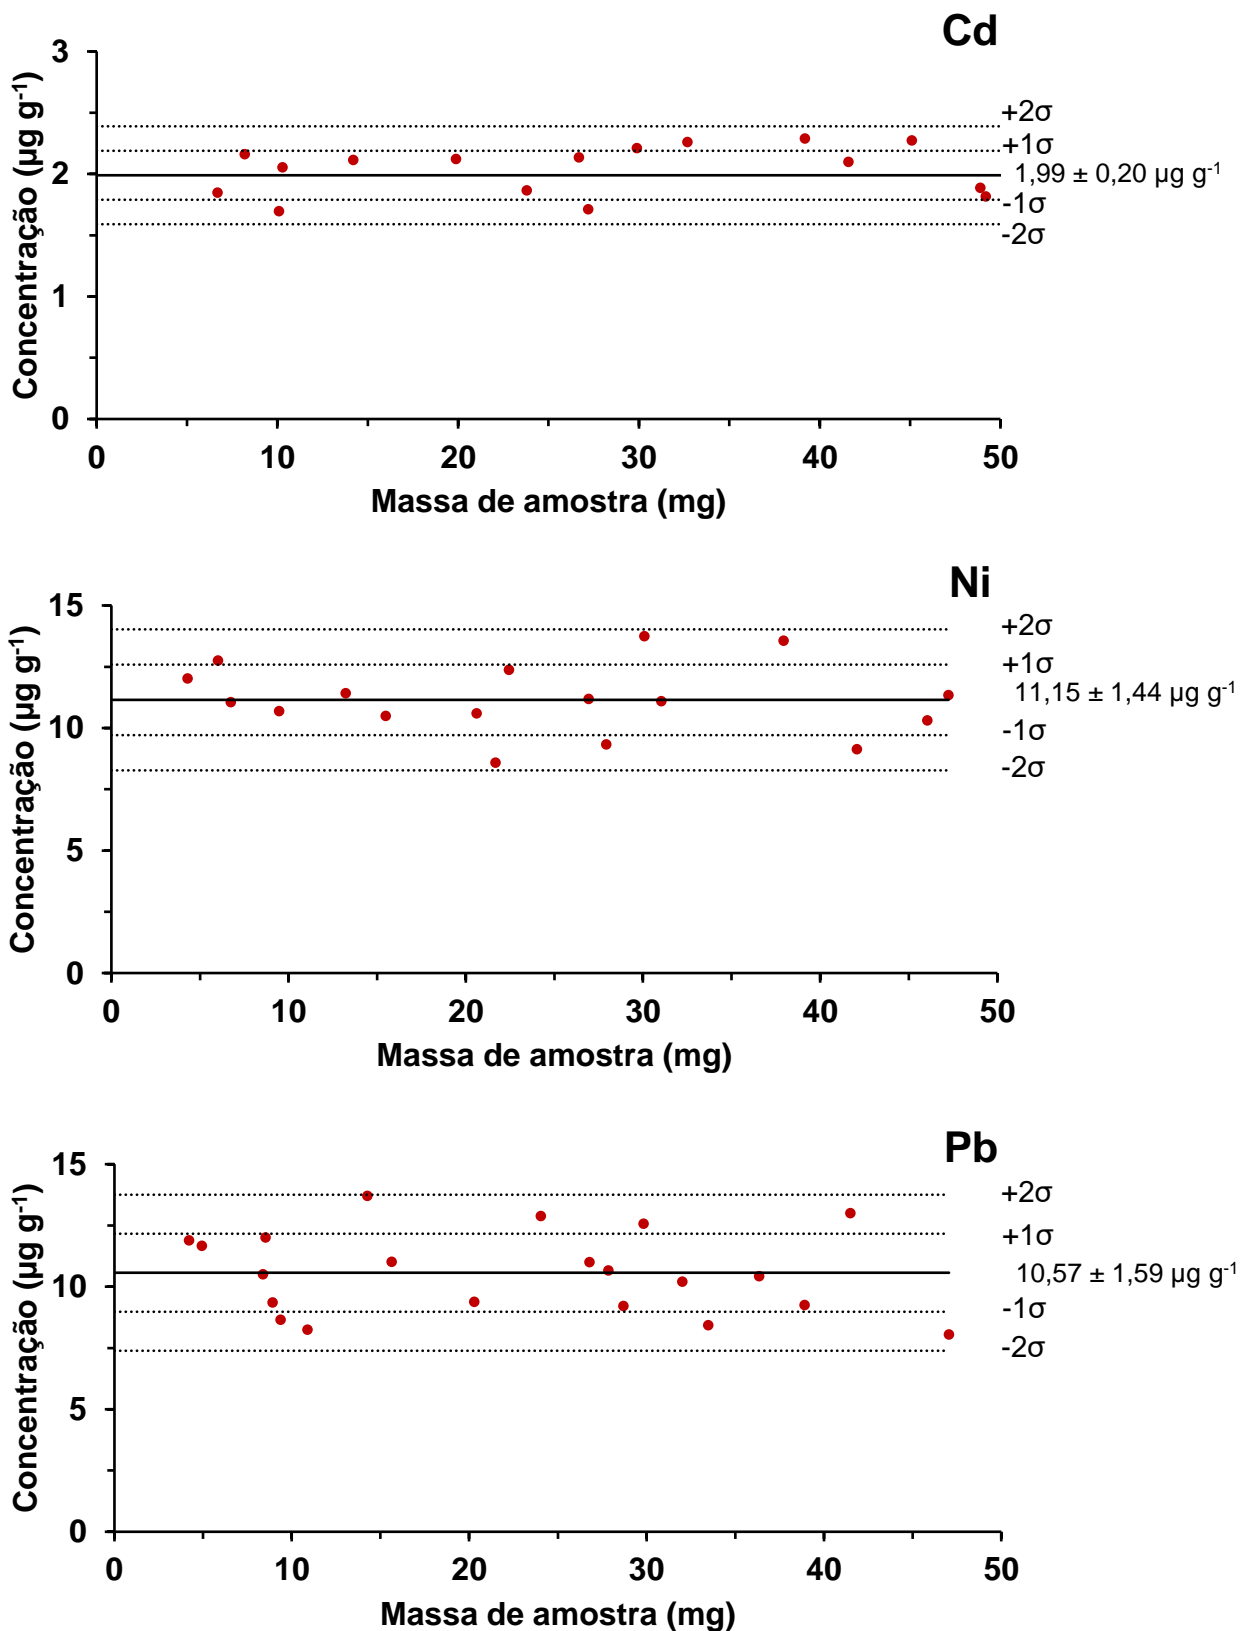 Cd
Concentração (µg g-1)
3
2
1
0
+2σ
+1σ
1,99 ± 0,20 µg g-1
-1σ
-2σ
0 10 20 30 40 50
Massa de amostra (mg)
Ni
Concentração (µg g-1)
15
10
5
0
+2σ
+1σ
11,15 ± 1,44 µg g-1
-1σ
-2σ
0 10 20 30 40 50
Massa de amostra (mg)
Pb
Concentração (µg g-1)
15
10
5
0
+2σ
+1σ
10,57 ± 1,59 µg g-1
-1σ
-2σ
0 10 20 30 40 50
Massa de amostra (mg)